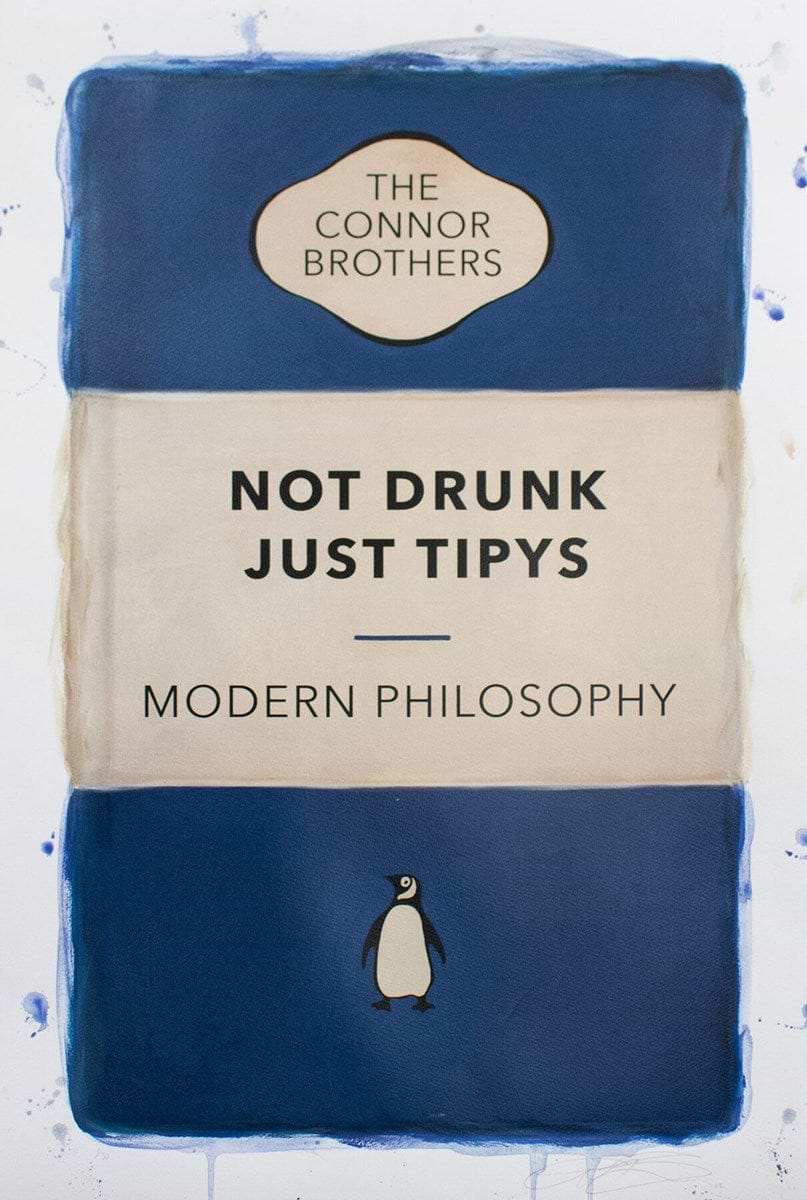 THE
CONNOR
BROTHERS
NOT DRUNK
JUST TIPYS
MODERN PHILOSOPHY